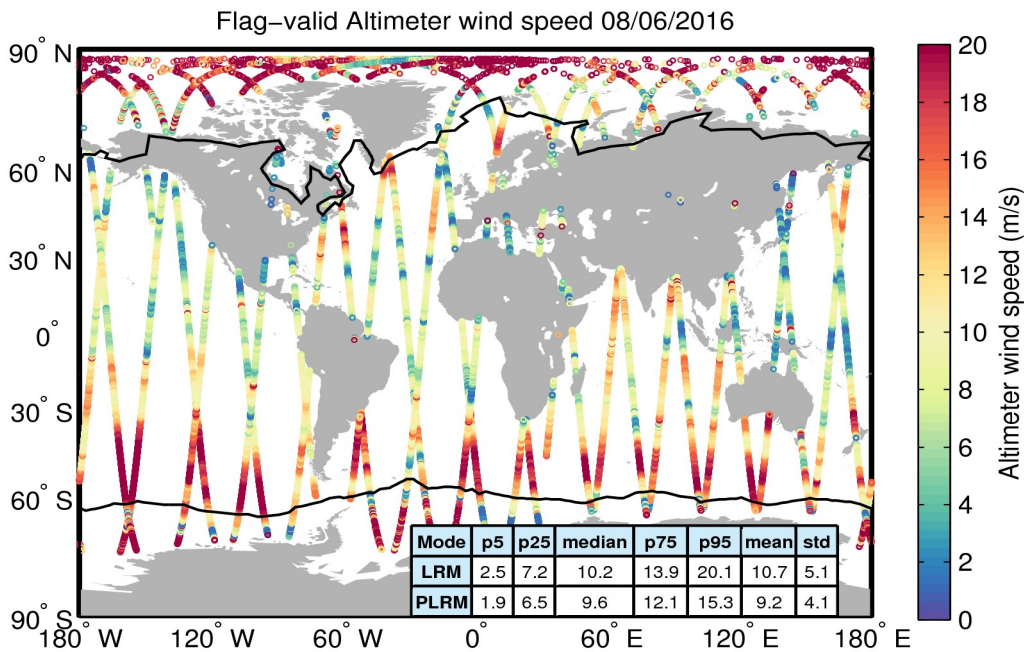 Flag−valid Altimeter wind speed 08/06/2016
90° N
60° N
30° N
0°
30° S
60° S
90° S
180° W
120° W
60° W
0°
60° E
120° E
180° E
Mode p5 p25 median p75 p95 mean std
LRM 2.5 7.2 10.2 13.9 20.1 10.7 5.1
PLRM 1.9 6.5 9.6 12.1 15.3 9.2 4.1
20
18
16
14
12
10
8
6
4
2
0
Altimeter wind speed (m/s)